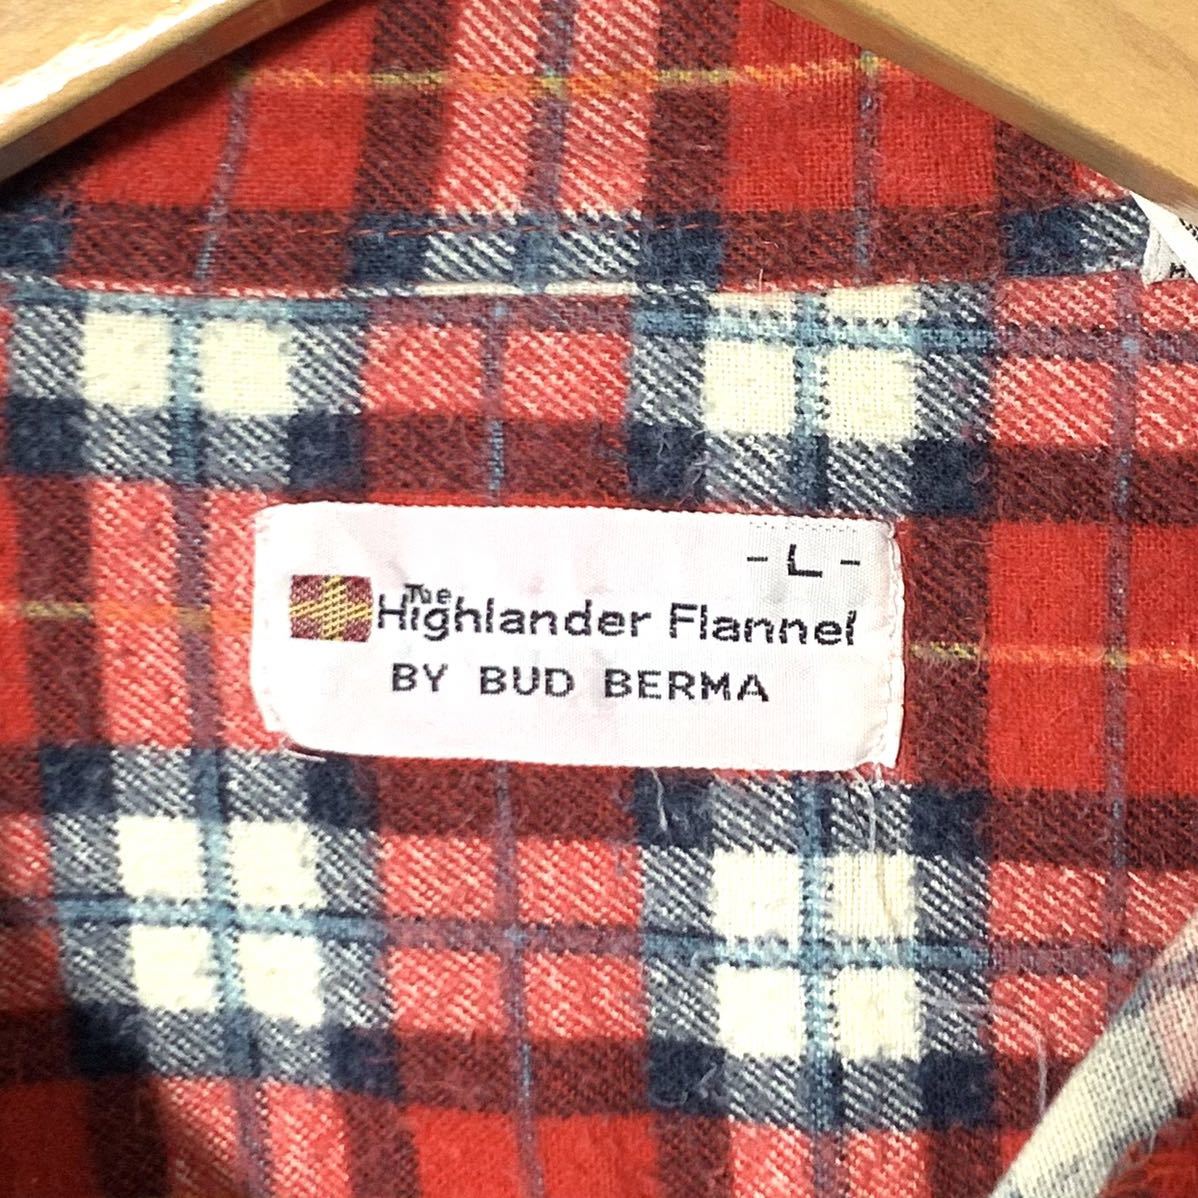 - L -
The
Highlander Flannel
BY BUD BERMA